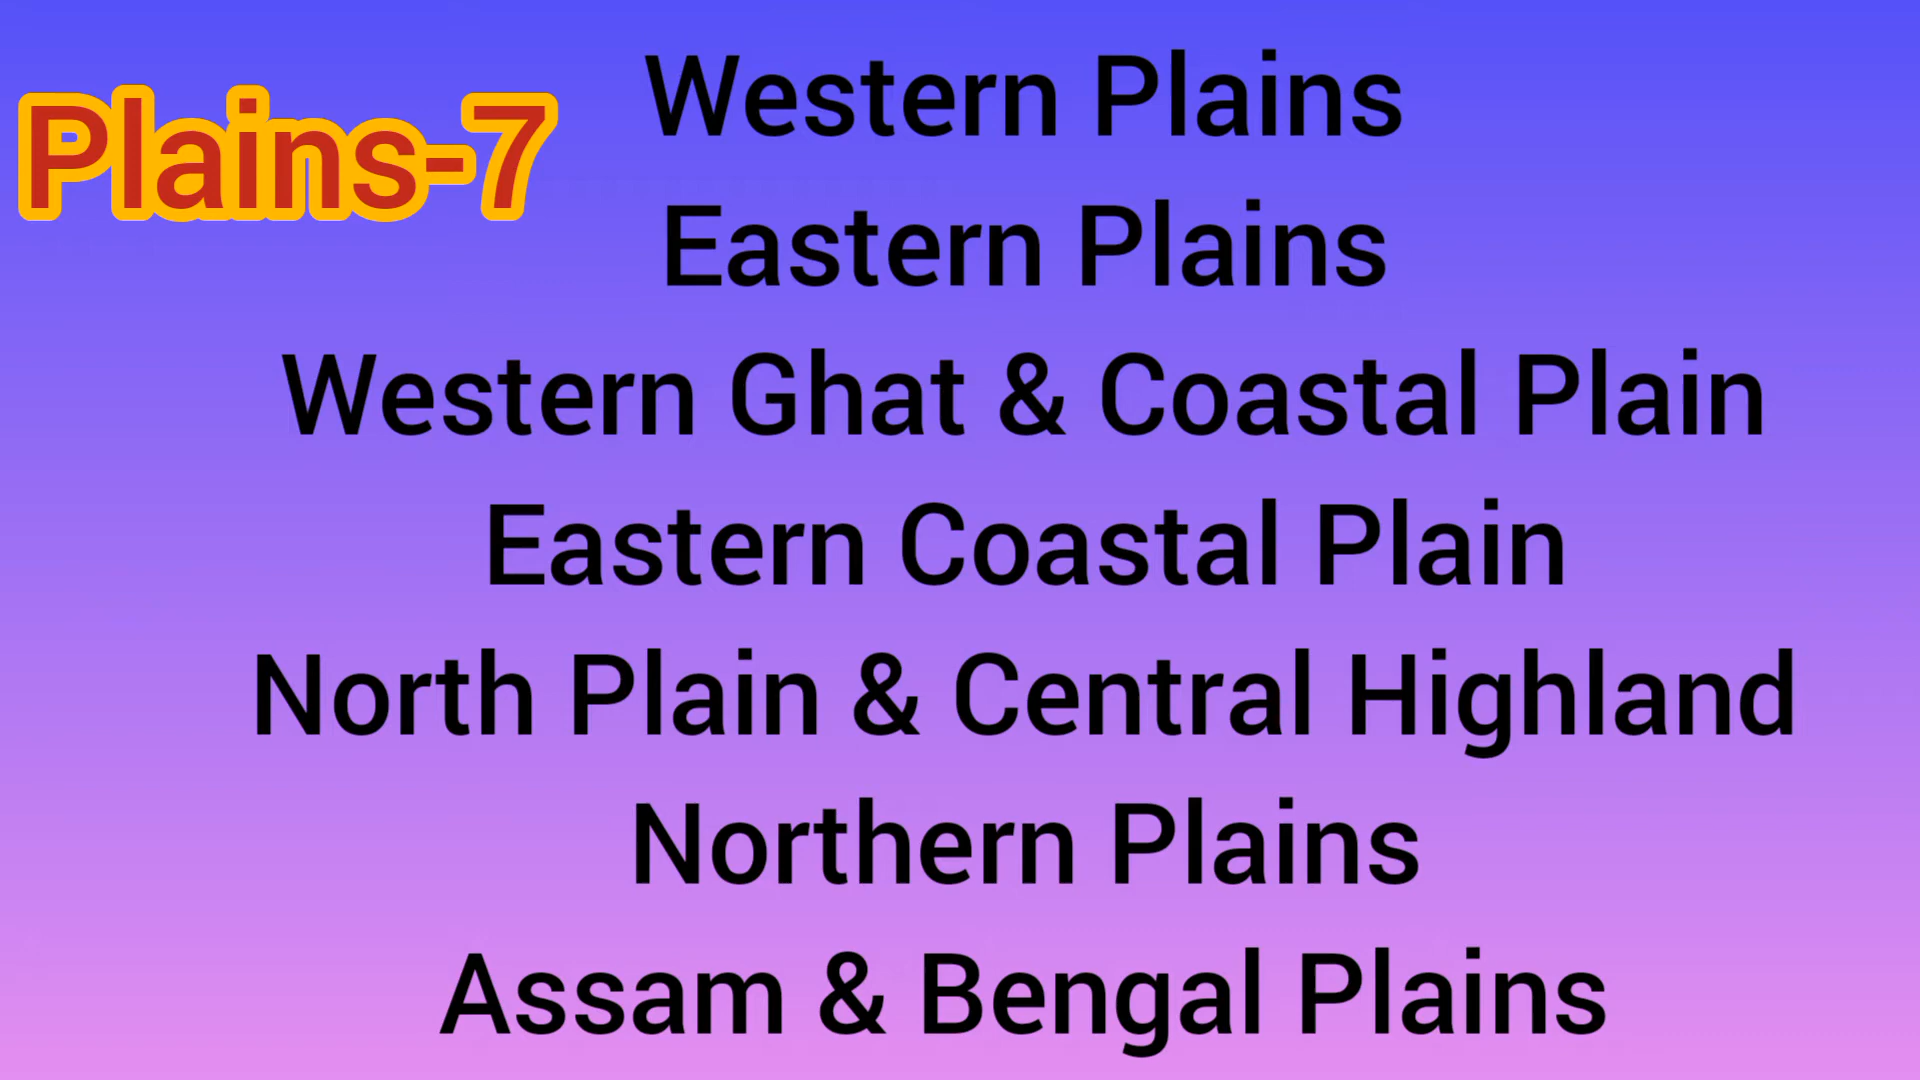 Plains-7
Western Plains
Eastern Plains
Western Ghat & Coastal Plain
Eastern Coastal Plain
North Plain & Central Highland
Northern Plains
Assam & Bengal Plains